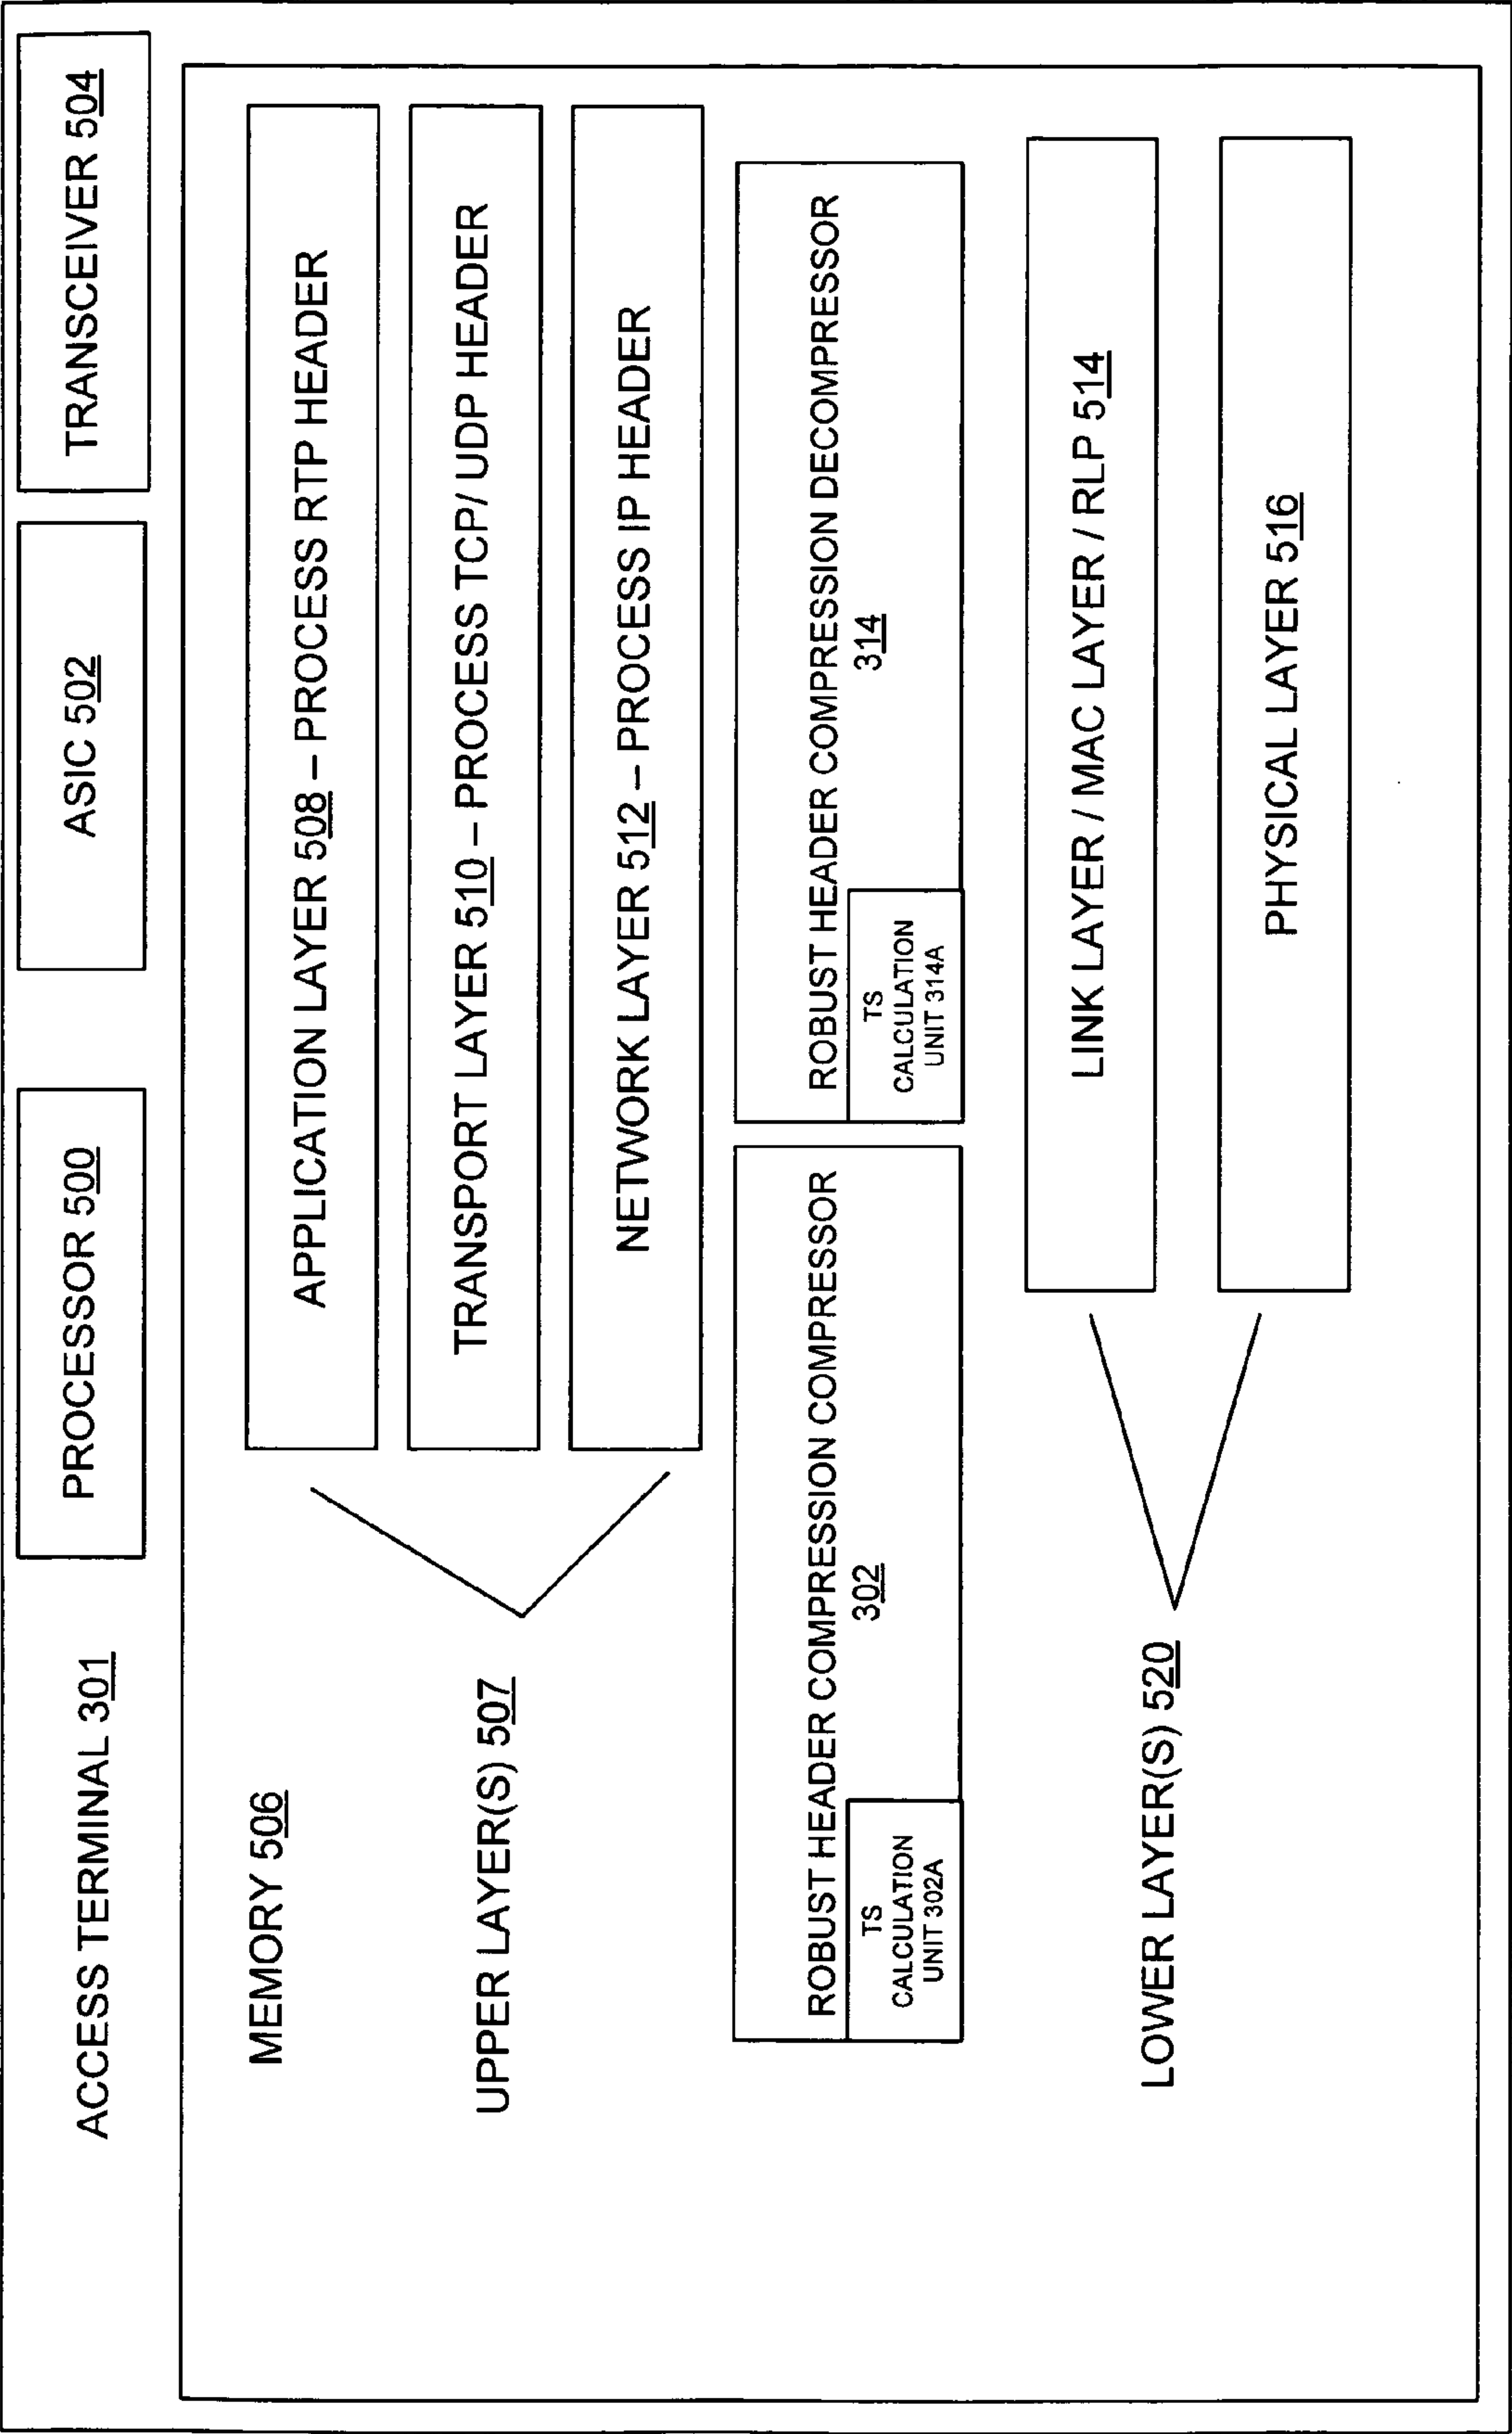 ACCESS TERMINAL 301
PROCESSOR 500
ASIC 502
TRANSCEIVER 504
MEMORY 506
APPLICATION LAYER 508 – PROCESS RTP HEADER
UPPER LAYER(S) 507
TRANSPORT LAYER 510 – PROCESS TCP/ UDP HEADER
NETWORK LAYER 512 – PROCESS IP HEADER
ROBUST HEADER COMPRESSION COMPRESSOR
302
TS
CALCULATION
UNIT 302A
ROBUST HEADER COMPRESSION DECOMPRESSOR
314
TS
CALCULATION
UNIT 314A
LOWER LAYER(S) 520
LINK LAYER / MAC LAYER / RLP 514
PHYSICAL LAYER 516